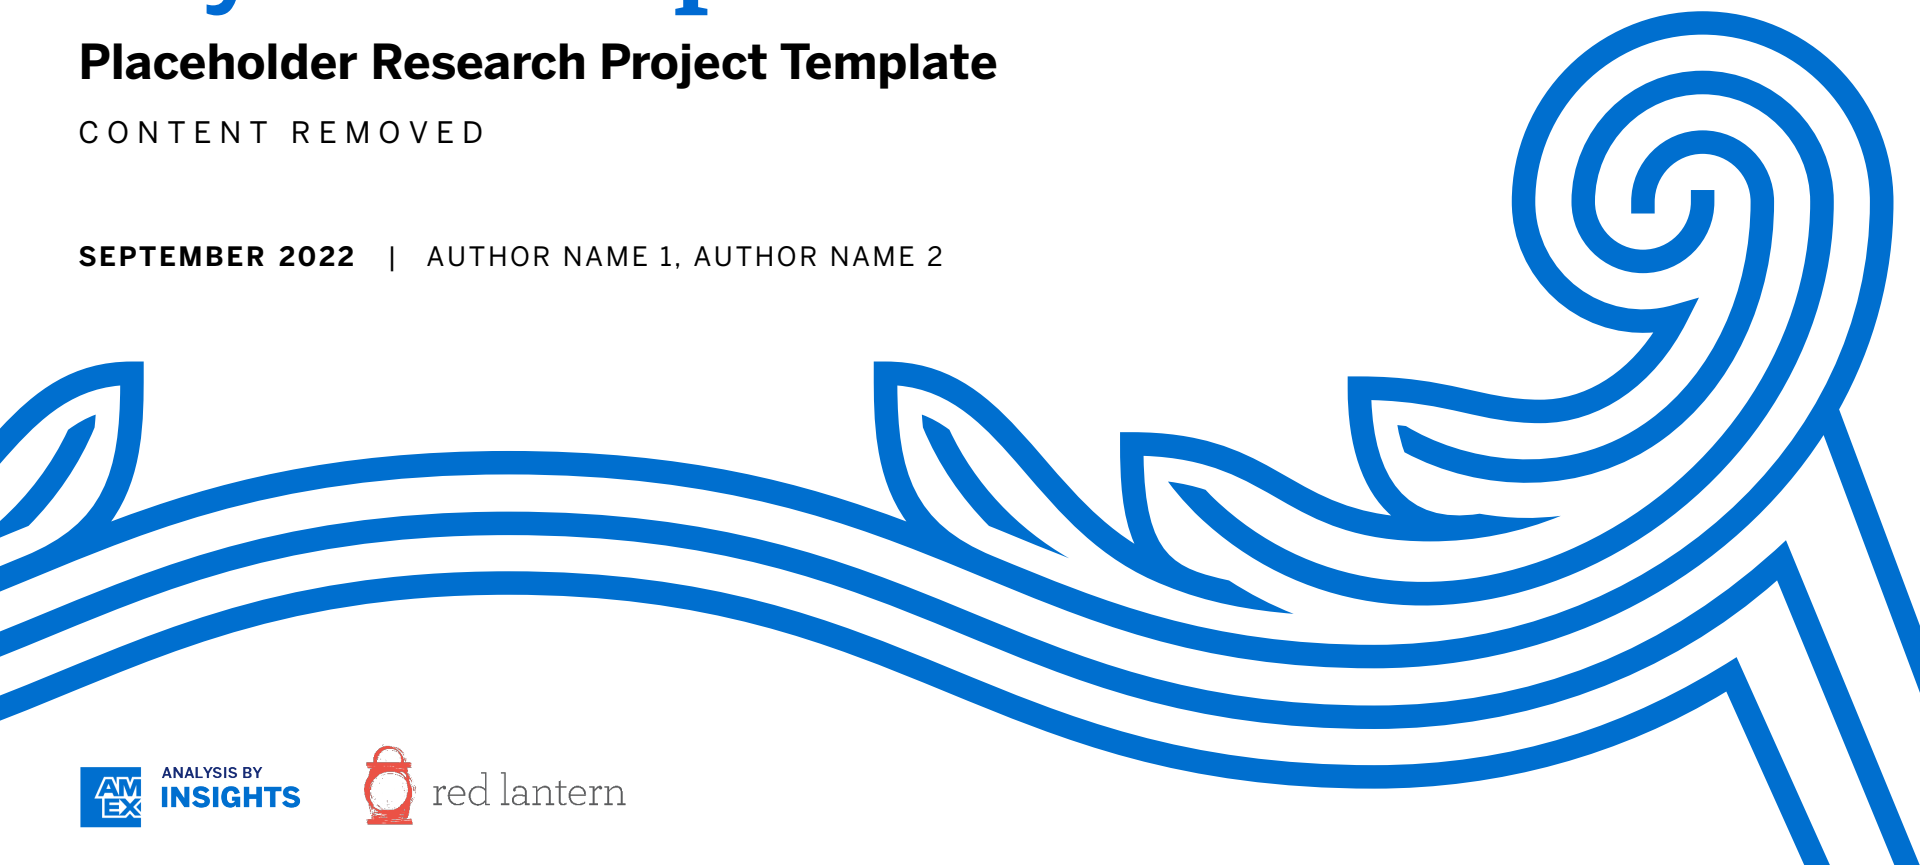 Placeholder Research Project Template
CONTENT REMOVED
SEPTEMBER 2022 | AUTHOR NAME 1, AUTHOR NAME 2
AM
EX
ANALYSIS BY
INSIGHTS
red lantern